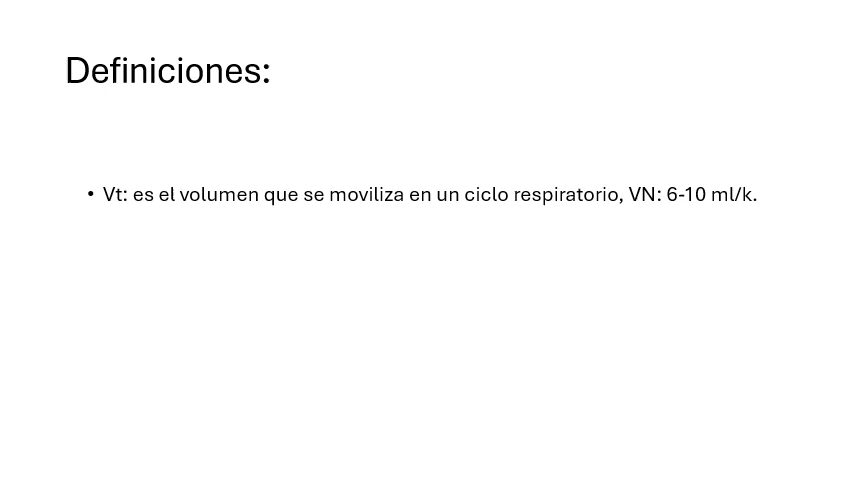 Definiciones:
• Vt: es el volumen que se moviliza en un ciclo respiratorio, VN: 6-10 ml/k.